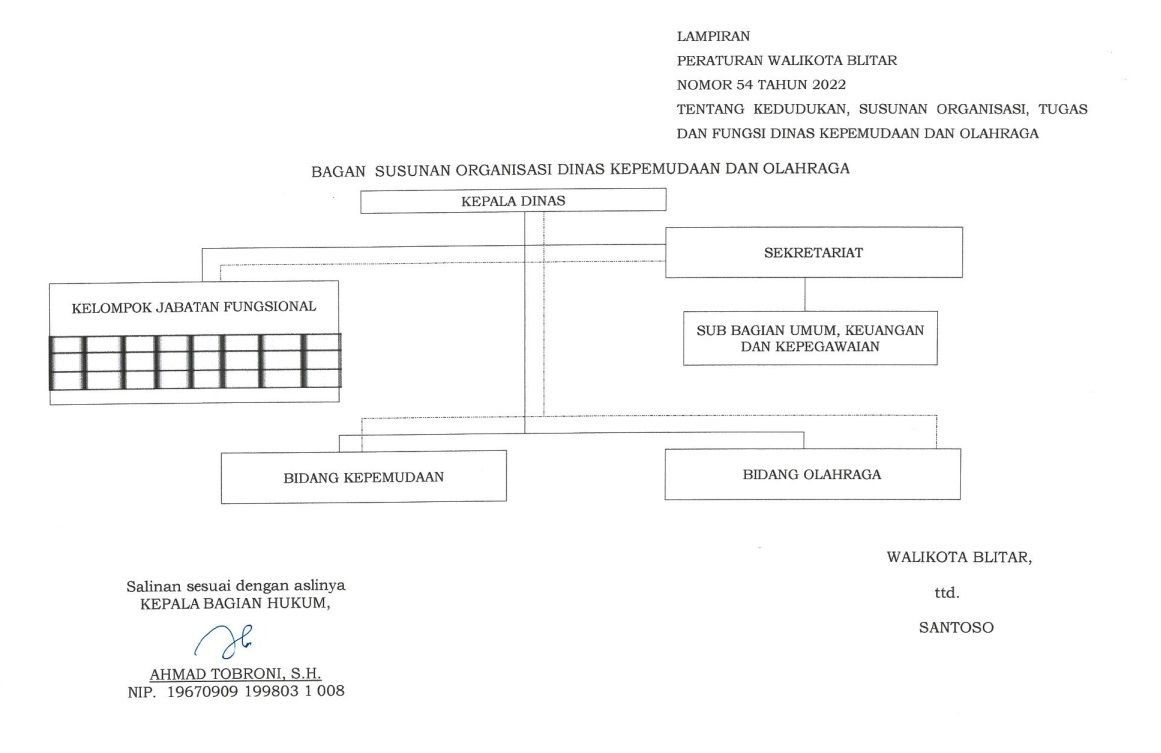 LAMPIRAN
PERATURAN WALIKOTA BLITAR
NOMOR 54 TAHUN 2022
TENTANG KEDUDUKAN, SUSUNAN ORGANISASI, TUGAS
DAN FUNGSI DINAS KEPEMUDAAN DAN OLAHRAGA
BAGAN SUSUNAN ORGANISASI DINAS KEPEMUDAAN DAN OLAHRAGA
KEPALA DINAS
SEKRETARIAT
KELOMPOK JABATAN FUNGSIONAL
SUB BAGIAN UMUM, KEUANGAN
DAN KEPEGAWAIAN
BIDANG KEPEMUDAAN
BIDANG OLAHRAGA
WALIKOTA BLITAR,
ttd.
SANTOSO
Salinan sesuai dengan aslinya
KEPALA BAGIAN HUKUM,
AHMAD TOBRONI, S.H.
NIP. 19670909 199803 1 008